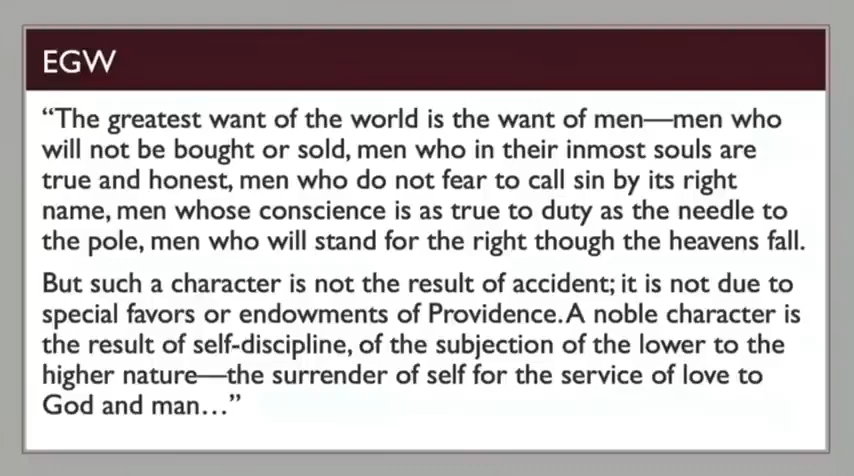 EGW
“The greatest want of the world is the want of men—men who
will not be bought or sold, men who in their inmost souls are
true and honest, men who do not fear to call sin by its right
name, men whose conscience is as true to duty as the needle to
the pole, men who will stand for the right though the heavens fall.
But such a character is not the result of accident; it is not due to
special favors or endowments of Providence. A noble character is
the result of self-discipline, of the subjection of the lower to the
higher nature—the surrender of self for the service of love to
God and man…”